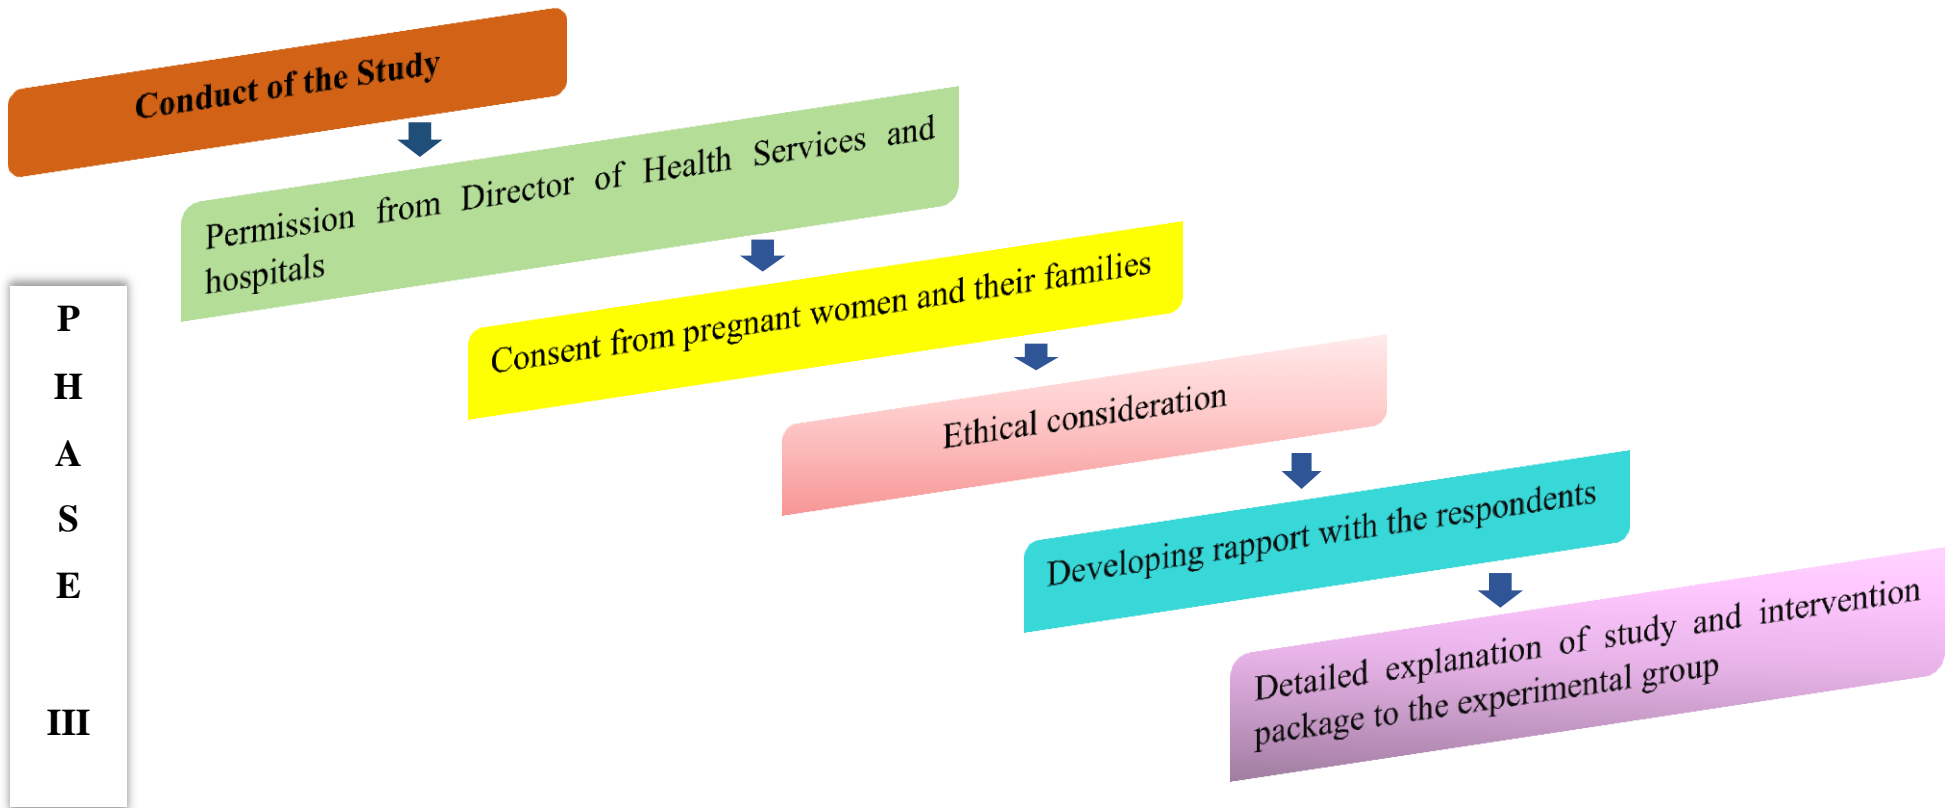 Conduct of the Study
Permission from Director of Health Services and
hospitals
Consent from pregnant women and their families
Ethical consideration
Developing rapport with the respondents
Detailed explanation of study and intervention
package to the experimental group
P
H
A
S
E
III